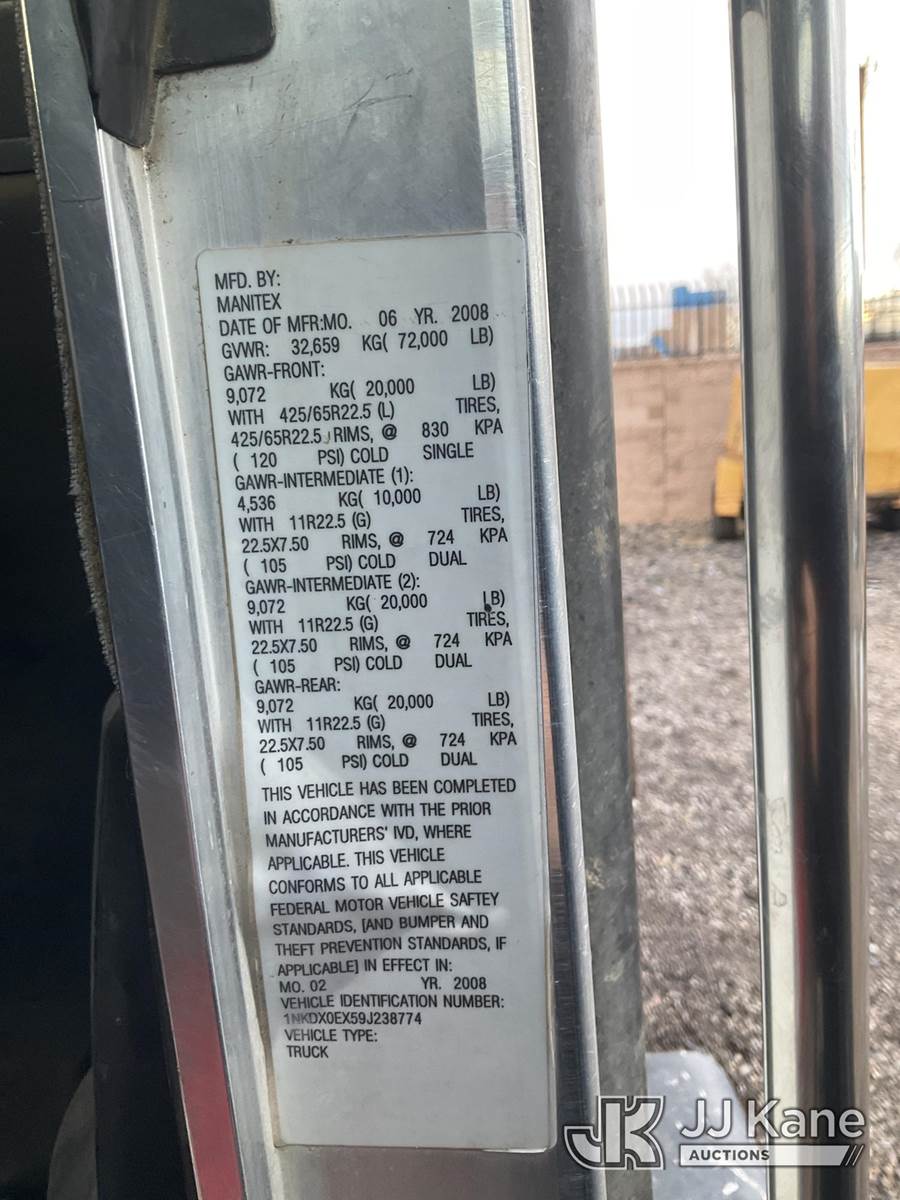 MFD. BY:
MANITEX
DATE OF MFR:MO. 06 YR. 2008
GVWR: 32,659 KG( 72,000 LB)
GAWR-FRONT:
9,072 KG( 20,000 LB)
WITH 425/65R22.5 (L) TIRES,
425/65R22.5 RIMS, @ 830 KPA
( 120 PSI) COLD SINGLE
GAWR-INTERMEDIATE (1):
4,536 KG( 10,000 LB)
WITH 11R22.5 (G) TIRES,
22.5X7.50 RIMS, @ 724 KPA
( 105 PSI) COLD DUAL
GAWR-INTERMEDIATE (2):
9,072 KG( 20,000 LB)
WITH 11R22.5 (G) TIRES,
22.5X7.50 RIMS, @ 724 KPA
( 105 PSI) COLD DUAL
GAWR-REAR:
9,072 KG( 20,000 LB)
WITH 11R22.5 (G) TIRES,
22.5X7.50 RIMS, @ 724 KPA
( 105 PSI) COLD DUAL
THIS VEHICLE HAS BEEN COMPLETED
IN ACCORDANCE WITH THE PRIOR
MANUFACTURERS' IVD, WHERE
APPLICABLE. THIS VEHICLE
CONFORMS TO ALL APPLICABLE
FEDERAL MOTOR VEHICLE SAFTEY
STANDARDS, [AND BUMPER AND
THEFT PREVENTION STANDARDS, IF
APPLICABLE] IN EFFECT IN:
MO. 02 YR. 2008
VEHICLE IDENTIFICATION NUMBER:
1NKDX0EX59J238774
VEHICLE TYPE:
TRUCK
JK JJ Kane
AUCTIONS